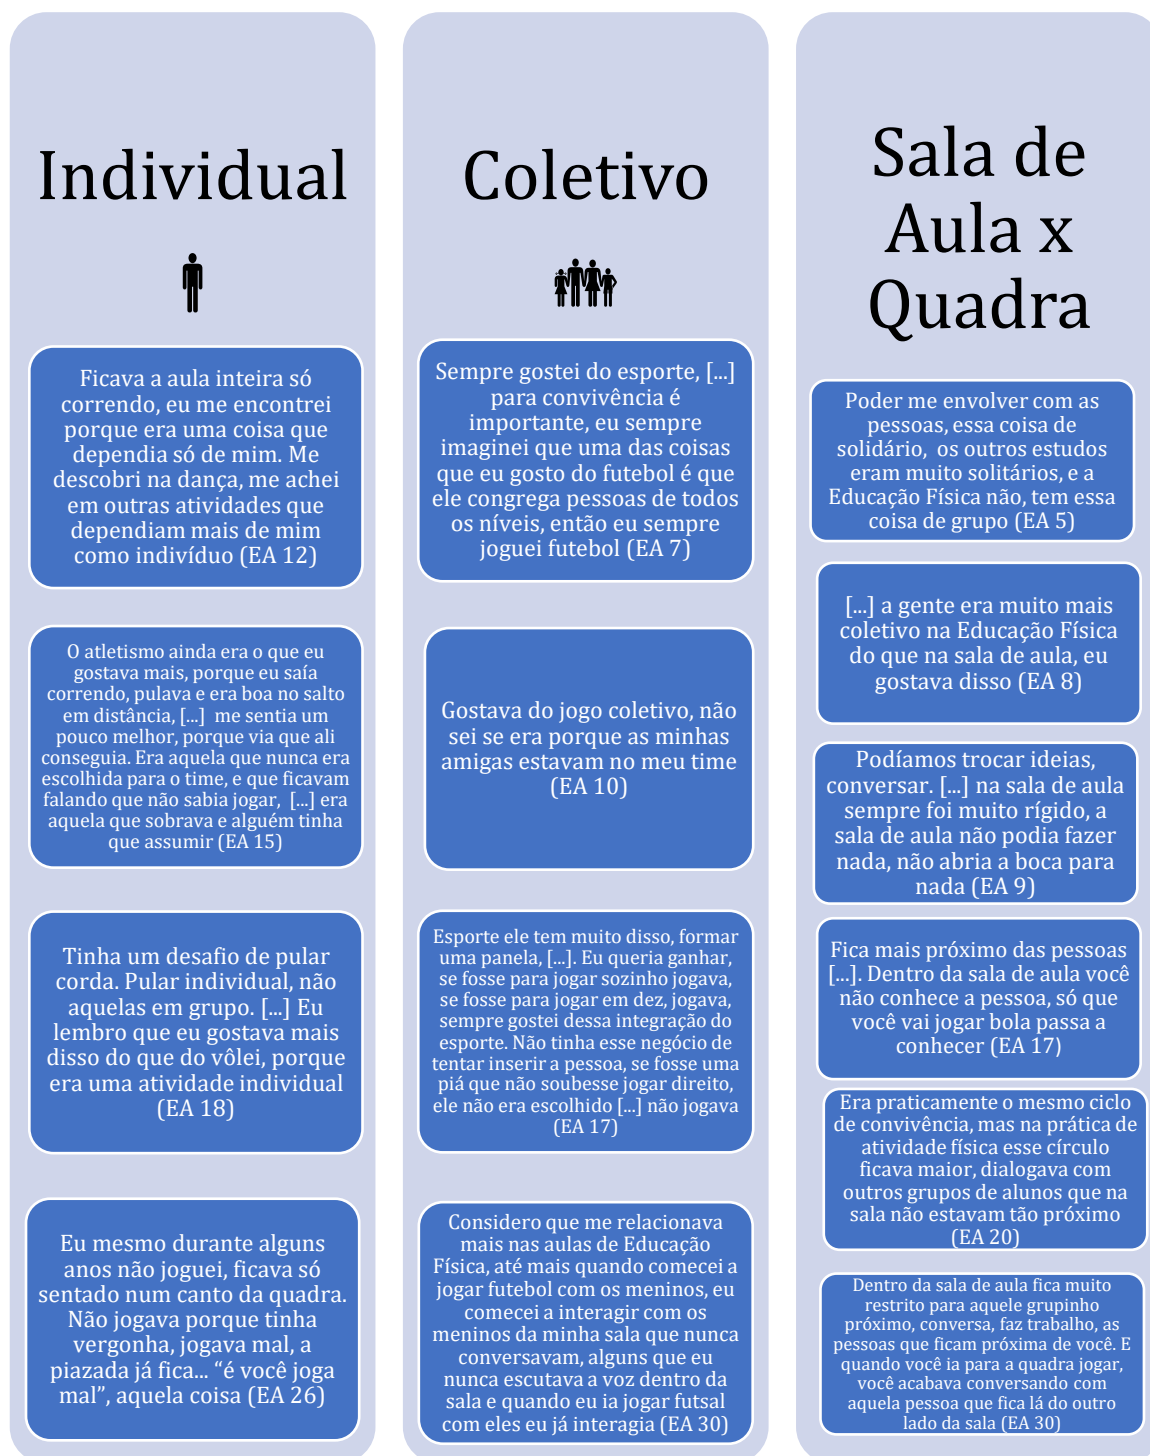 Individual
Ficava a aula inteira só
correndo, eu me encontrei
porque era uma coisa que
dependia só de mim. Me
descobri na dança, me achei
em outras atividades que
dependiam mais de mim
como indivíduo (EA 12)
O atletismo ainda era o que eu
gostava mais, porque eu saía
correndo, pulava e era boa no salto
em distância, [...] me sentia um
pouco melhor, porque via que ali
conseguia. Era aquela que nunca era
escolhida para o time, e que ficavam
falando que não sabia jogar, [...] era
aquela que sobrava e alguém tinha
que assumir (EA 15)
Tinha um desafio de pular
corda. Pular individual, não
aquelas em grupo. [...] Eu
lembro que eu gostava mais
disso do que do vôlei, porque
era uma atividade individual
(EA 18)
Eu mesmo durante alguns
anos não joguei, ficava só
sentado num canto da quadra.
Não jogava porque tinha
vergonha, jogava mal, a
piazada já fica... “é você joga
mal”, aquela coisa (EA 26)
Coletivo
Sempre gostei do esporte, [...]
para convivência é
importante, eu sempre
imaginei que uma das coisas
que eu gosto do futebol é que
ele congrega pessoas de todos
os níveis, então eu sempre
joguei futebol (EA 7)
Gostava do jogo coletivo, não
sei se era porque as minhas
amigas estavam no meu time
(EA 10)
Esporte ele tem muito disso, formar
uma panela, [...]. Eu queria ganhar,
se fosse para jogar sozinho jogava,
se fosse para jogar em dez, jogava,
sempre gostei dessa integração do
esporte. Não tinha esse negócio de
tentar inserir a pessoa, se fosse uma
piá que não soubesse jogar direito,
ele não era escolhido [...] não jogava
(EA 17)
Considero que me relacionava
mais nas aulas de Educação
Física, até mais quando comecei a
jogar futebol com os meninos, eu
comecei a interagir com os
meninos da minha sala que nunca
conversavam, alguns que eu
nunca escutava a voz dentro da
sala e quando eu ia jogar futsal
com eles eu já interagia (EA 30)
Sala de
Aula x
Quadra
Poder me envolver com as
pessoas, essa coisa de
solidário, os outros estudos
eram muito solitários, e a
Educação Física não, tem essa
coisa de grupo (EA 5)
[...] a gente era muito mais
coletivo na Educação Física
do que na sala de aula, eu
gostava disso (EA 8)
Podíamos trocar ideias,
conversar. [...] na sala de aula
sempre foi muito rígido, a
sala de aula não podia fazer
nada, não abria a boca para
nada (EA 9)
Fica mais próximo das pessoas
[...]. Dentro da sala de aula você
não conhece a pessoa, só que
você vai jogar bola passa a
conhecer (EA 17)
Era praticamente o mesmo ciclo
de convivência, mas na prática de
atividade física esse círculo
ficava maior, dialogava com
outros grupos de alunos que na
sala não estavam tão próximo
(EA 20)
Dentro da sala de aula fica muito
restrito para aquele grupinho
próximo, conversa, faz trabalho, as
pessoas que ficam próxima de você. E
quando você ia para a quadra jogar,
você acabava conversando com
aquela pessoa que fica lá do outro
lado da sala (EA 30)